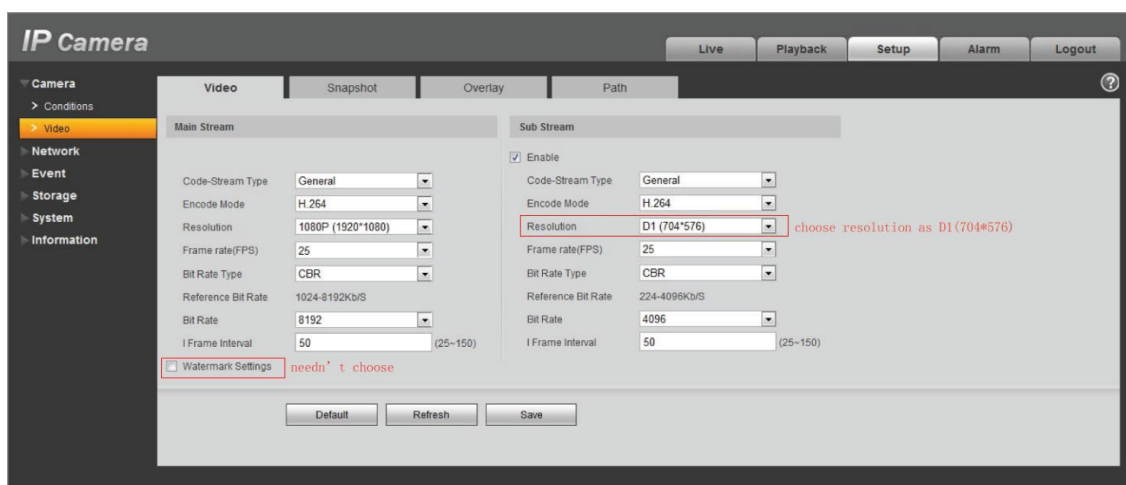 IP Camera
Live
Playback
Setup
Alarm
Logout
?
Camera
> Conditions
> Video
Network
Event
Storage
System
Information
Video
Snapshot
Overlay
Path
Main Stream
Code-Stream Type General
Encode Mode H.264
Resolution 1080P (1920*1080)
Frame rate(FPS) 25
Bit Rate Type CBR
Reference Bit Rate 1024-8192Kb/S
Bit Rate 8192
I Frame Interval 50 (25~150)
Watermark Settings needn't choose
Sub Stream
Enable
Code-Stream Type General
Encode Mode H.264
Resolution D1 (704*576) choose resolution as D1(704*576)
Frame rate(FPS) 25
Bit Rate Type CBR
Reference Bit Rate 224-4096Kb/S
Bit Rate 4096
I Frame Interval 50 (25~150)
Default
Refresh
Save